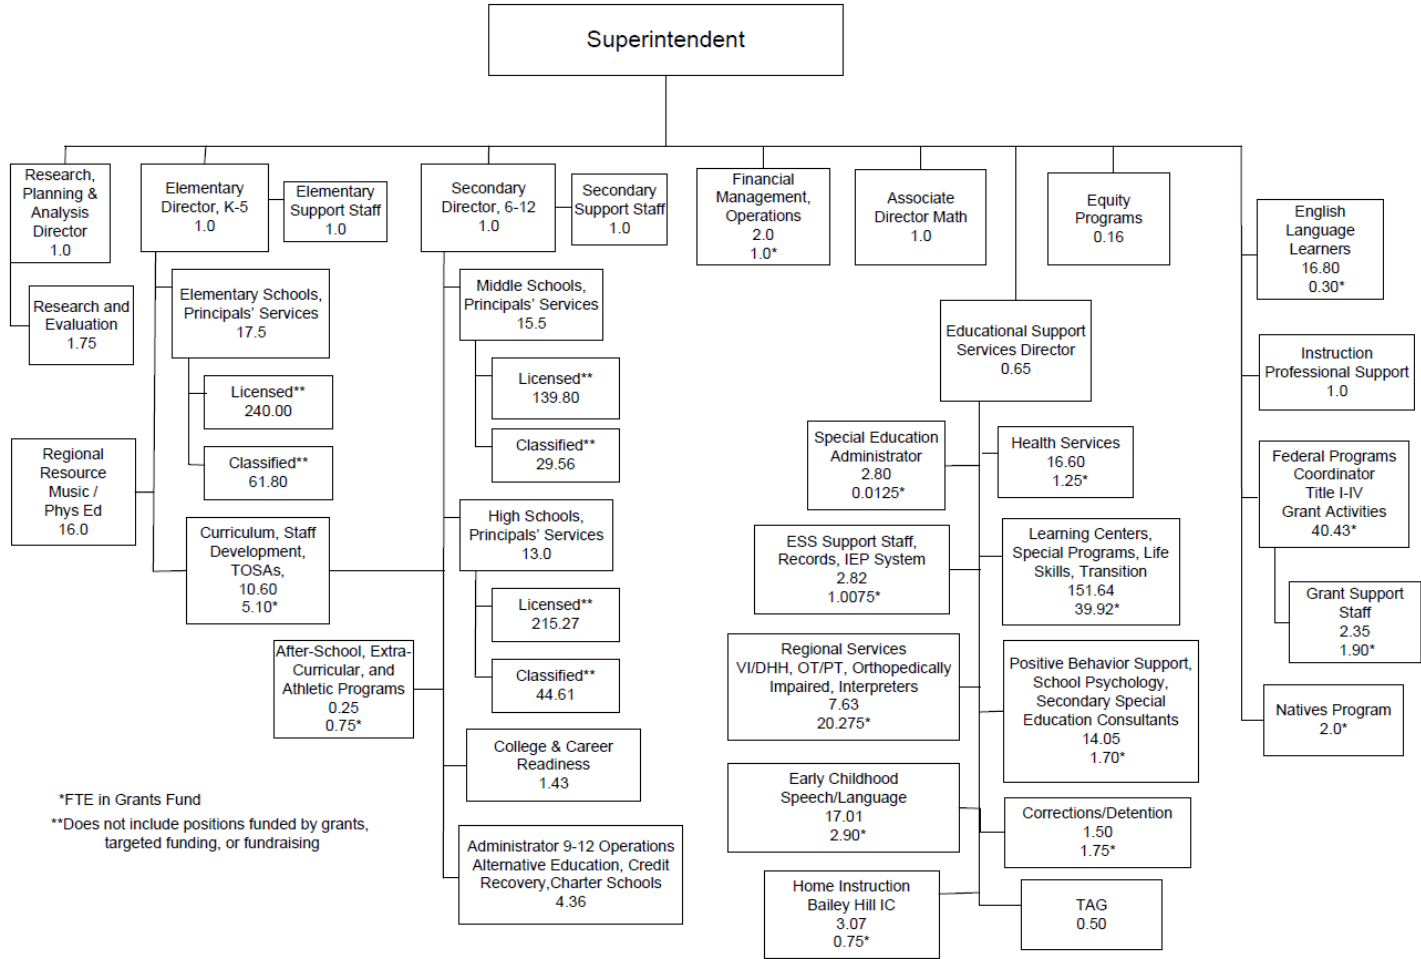 Superintendent
Research,
Planning &
Analysis
Director
1.0
Research and
Evaluation
1.75
Elementary
Director, K-5
1.0
Elementary
Support Staff
1.0
Elementary Schools,
Principals' Services
17.5
Licensed**
240.00
Classified**
61.80
Regional
Resource
Music /
Phys Ed
16.0
Curriculum, Staff
Development,
TOSAs,
10.60
5.10*
Secondary
Director, 6-12
1.0
Secondary
Support Staff
1.0
Middle Schools,
Principals' Services
15.5
Licensed**
139.80
Classified**
29.56
High Schools,
Principals' Services
13.0
Licensed**
215.27
Classified**
44.61
After-School, Extra-
Curricular, and
Athletic Programs
0.25
0.75*
College & Career
Readiness
1.43
Administrator 9-12 Operations
Alternative Education, Credit
Recovery,Charter Schools
4.36
Financial
Management,
Operations
2.0
1.0*
Associate
Director Math
1.0
Educational Support
Services Director
0.65
Special Education
Administrator
2.80
0.0125*
Health Services
16.60
1.25*
ESS Support Staff,
Records, IEP System
2.82
1.0075*
Learning Centers,
Special Programs, Life
Skills, Transition
151.64
39.92*
Regional Services
VI/DHH, OT/PT, Orthopedically
Impaired, Interpreters
7.63
20.275*
Positive Behavior Support,
School Psychology,
Secondary Special
Education Consultants
14.05
1.70*
Early Childhood
Speech/Language
17.01
2.90*
Corrections/Detention
1.50
1.75*
Home Instruction
Bailey Hill IC
3.07
0.75*
TAG
0.50
Equity
Programs
0.16
English
Language
Learners
16.80
0.30*
Instruction
Professional Support
1.0
Federal Programs
Coordinator
Title I-IV
Grant Activities
40.43*
Grant Support
Staff
2.35
1.90*
Natives Program
2.0*
*FTE in Grants Fund
**Does not include positions funded by grants,
targeted funding, or fundraising